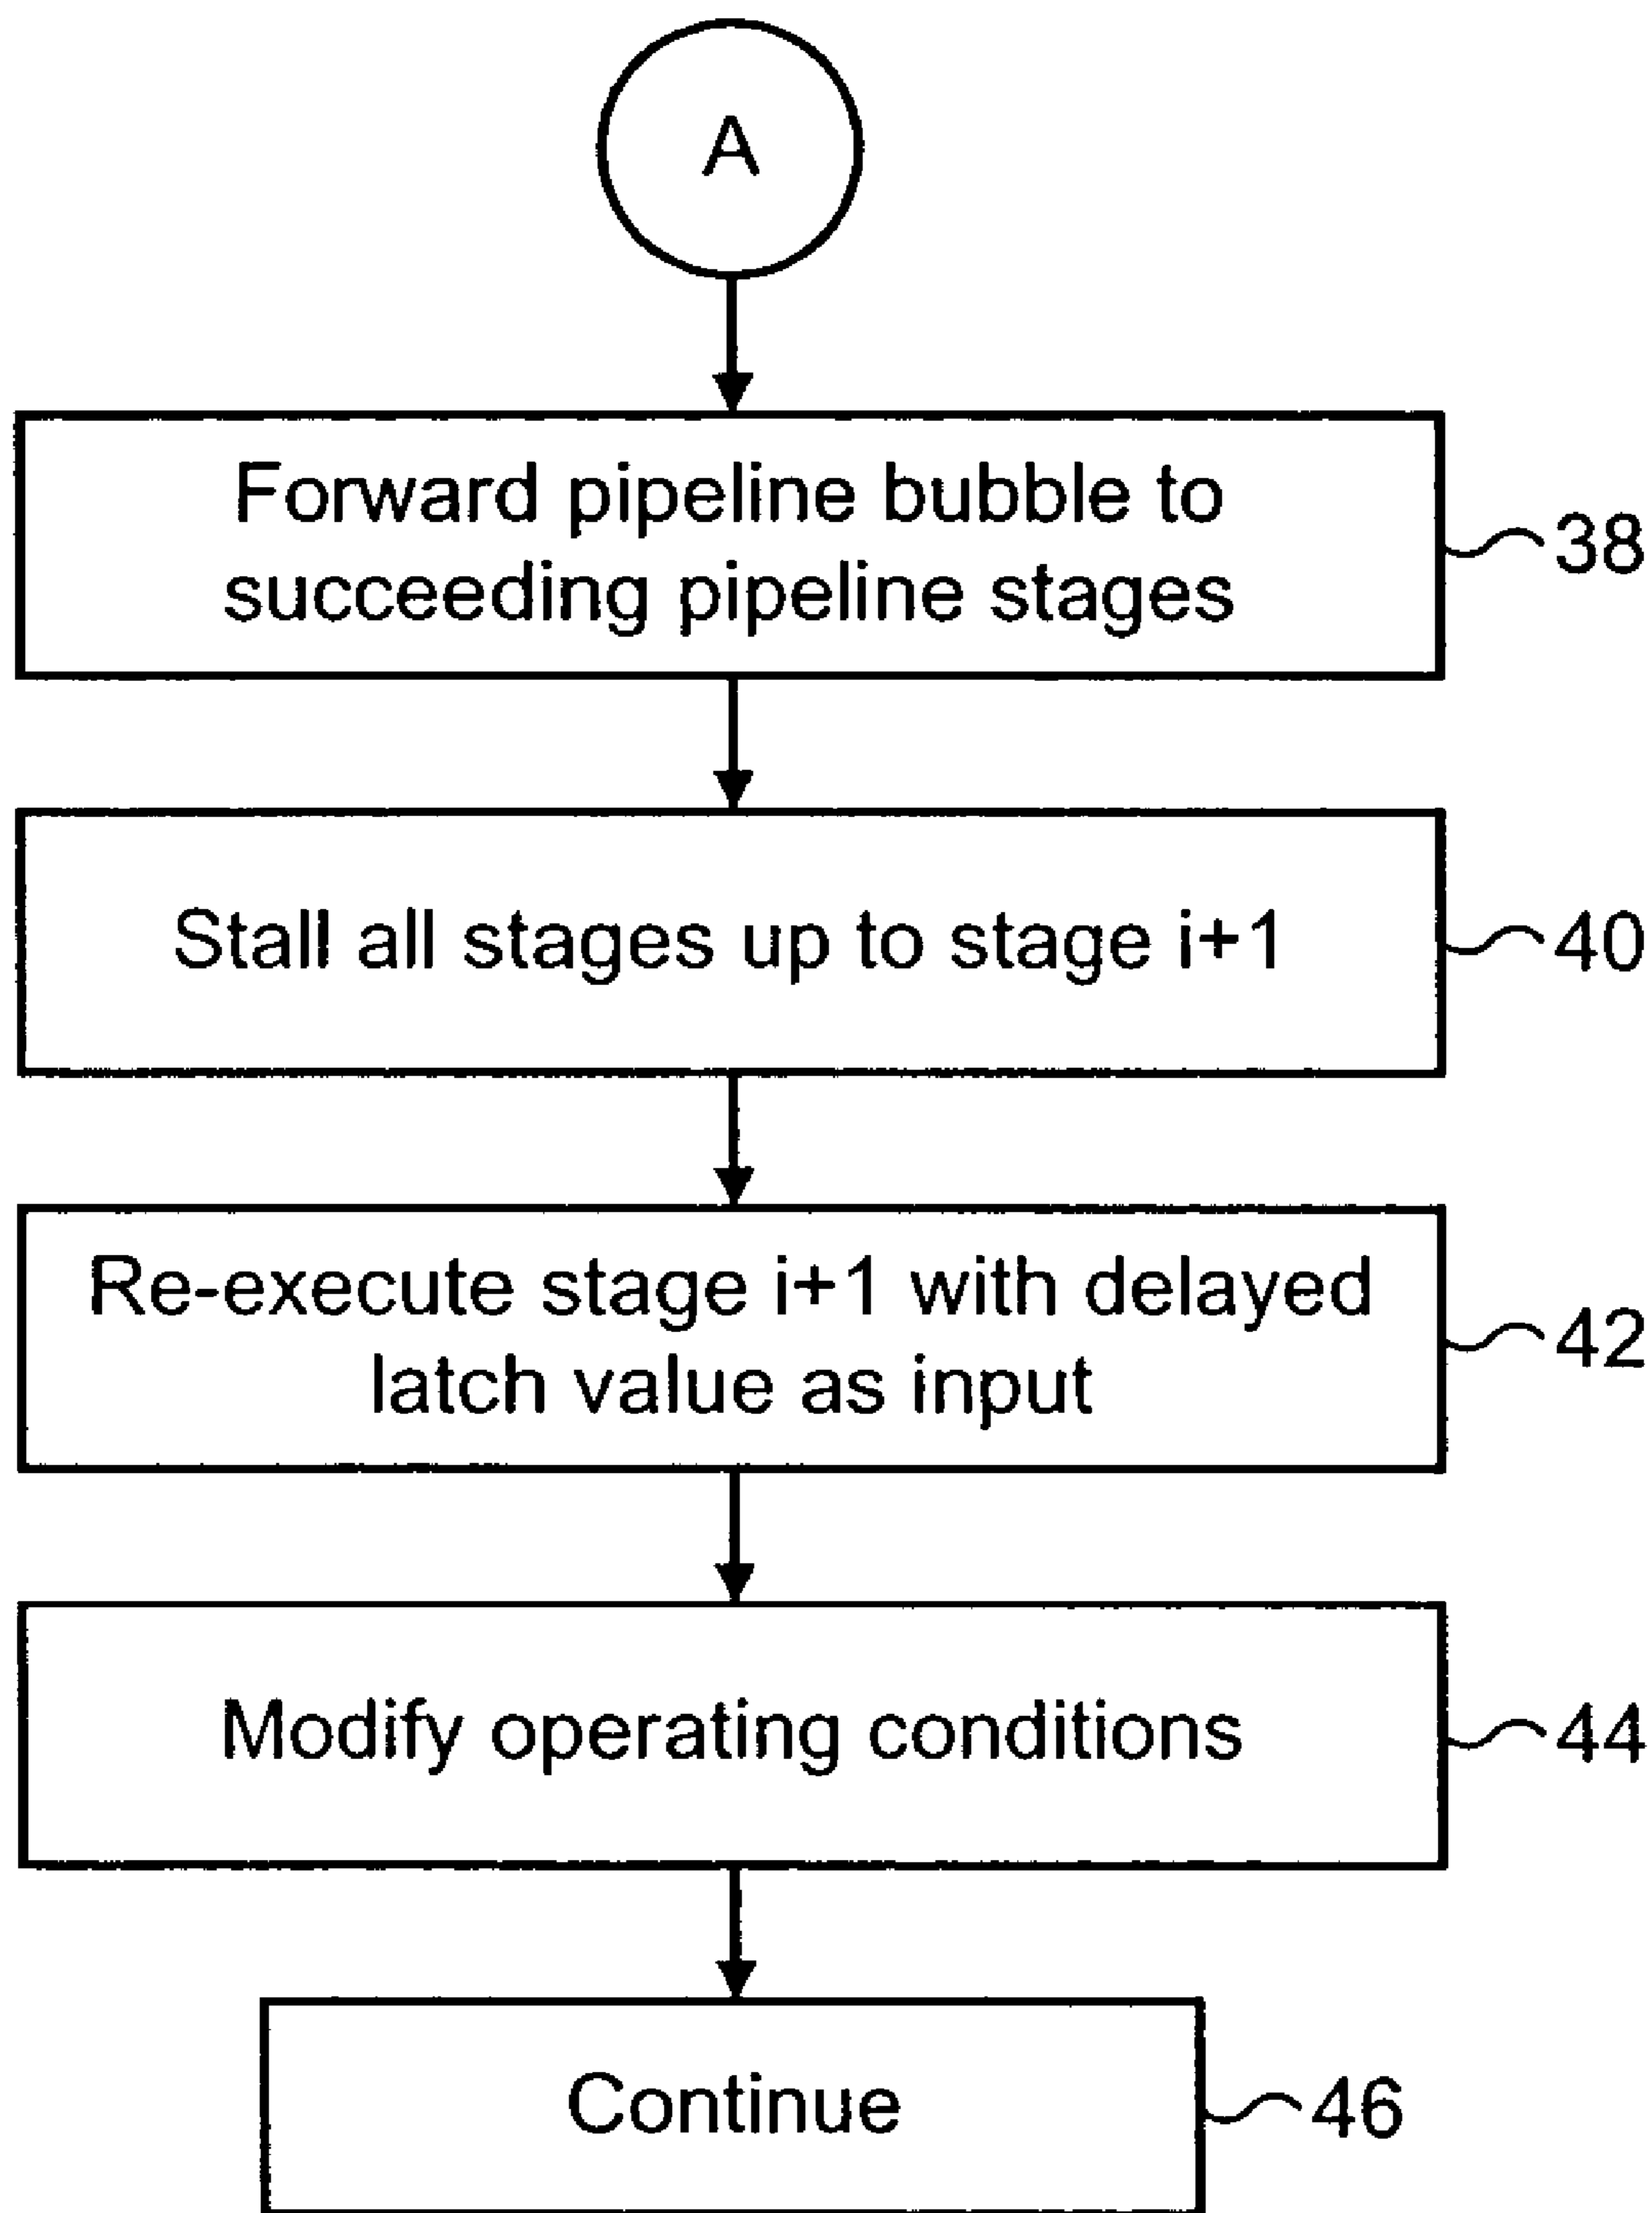 A
Forward pipeline bubble to
succeeding pipeline stages
38
Stall all stages up to stage i+1
40
Re-execute stage i+1 with delayed
latch value as input
42
Modify operating conditions
44
Continue
46